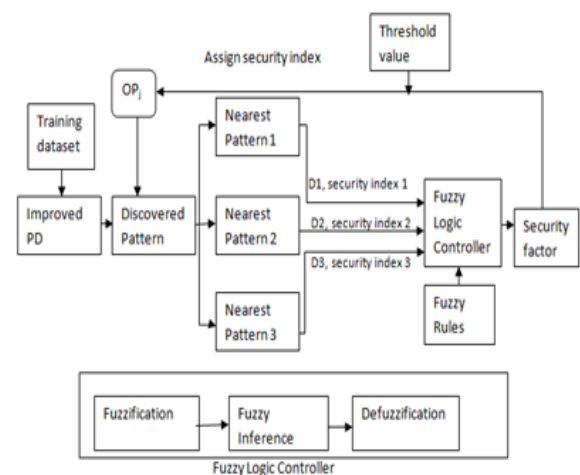 Threshold
value
Assign security index
OPj
Training
dataset
Nearest
Pattern 1
D1, security index 1
Improved
PD
Discovered
Pattern
Nearest
Pattern 2
D2, security index 2
D3, security index 3
Fuzzy
Logic
Controller
Security
factor
Nearest
Pattern 3
Fuzzy
Rules
Fuzzification
Fuzzy
Inference
Defuzzification
Fuzzy Logic Controller